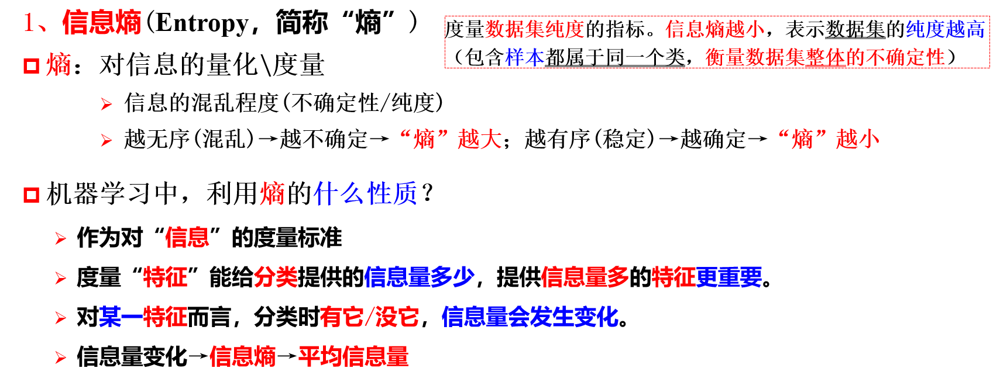 1、信息熵(Entropy，简称“熵”)
度量数据集纯度的指标。信息熵越小，表示数据集的纯度越高
（包含样本都属于同一个类，衡量数据集整体的不确定性）
熵：对信息的量化\度量
信息的混乱程度(不确定性/纯度)
越无序(混乱)→越不确定→“熵”越大；越有序(稳定)→越确定→“熵”越小
机器学习中，利用熵的什么性质？
作为对“信息”的度量标准
度量“特征”能给分类提供的信息量多少，提供信息量多的特征更重要。
对某一特征而言，分类时有它/没它，信息量会发生变化。
信息量变化→信息熵→平均信息量